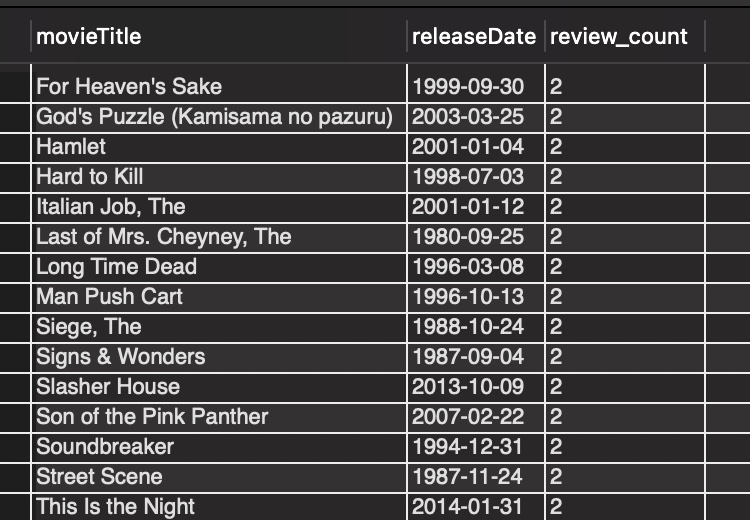 movieTitle releaseDate review_count
For Heaven's Sake 1999-09-30 2
God's Puzzle (Kamisama no pazuru) 2003-03-25 2
Hamlet 2001-01-04 2
Hard to Kill 1998-07-03 2
Italian Job, The 2001-01-12 2
Last of Mrs. Cheyney, The 1980-09-25 2
Long Time Dead 1996-03-08 2
Man Push Cart 1996-10-13 2
Siege, The 1988-10-24 2
Signs & Wonders 1987-09-04 2
Slasher House 2013-10-09 2
Son of the Pink Panther 2007-02-22 2
Soundbreaker 1994-12-31 2
Street Scene 1987-11-24 2
This Is the Night 2014-01-31 2